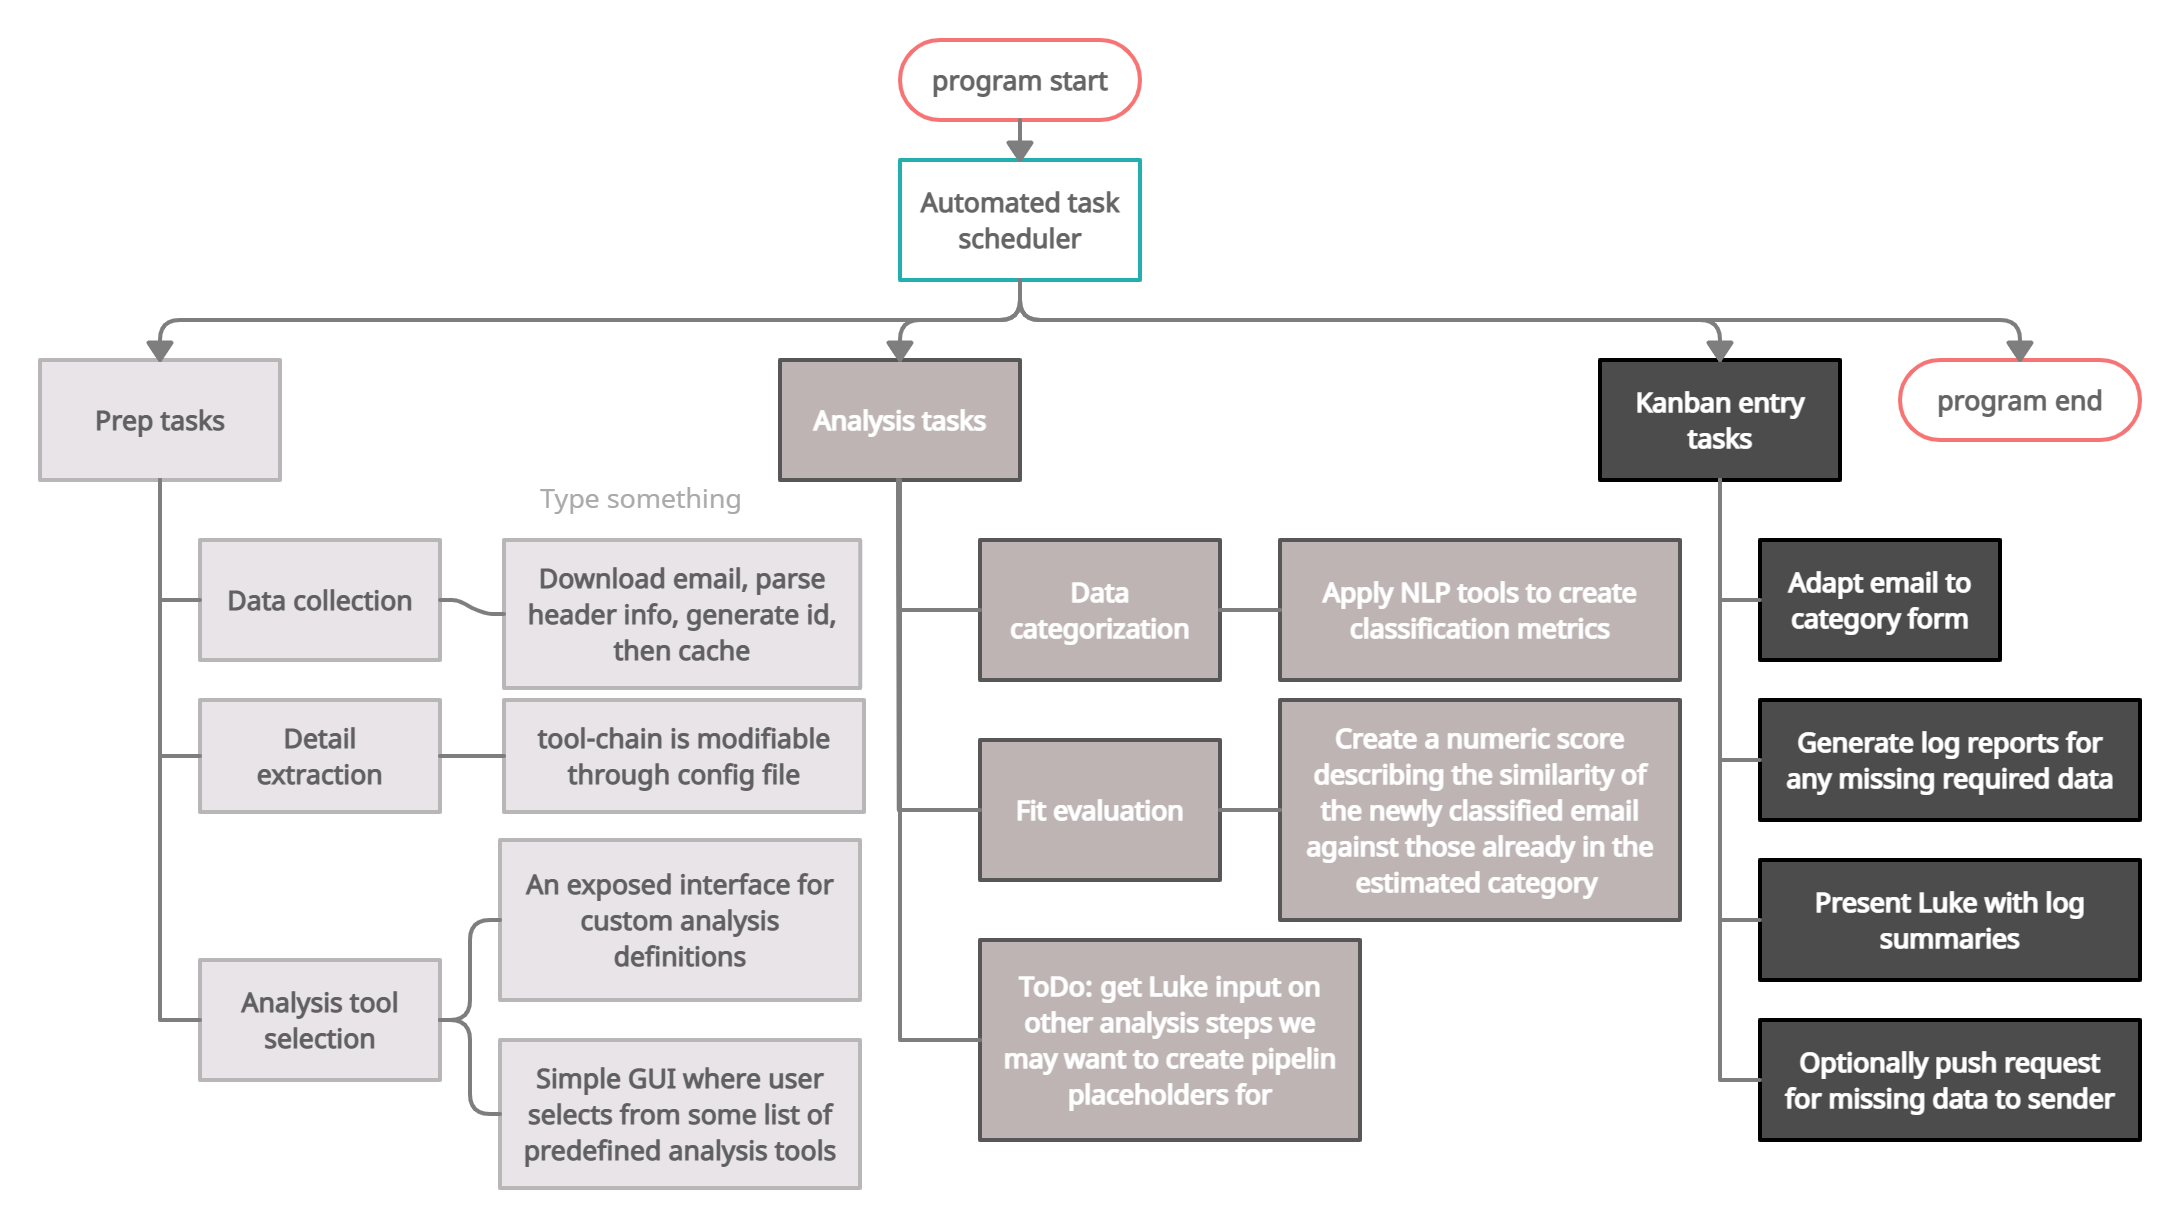 program start
Automated task
scheduler
Prep tasks
Analysis tasks
Kanban entry
tasks
program end
Type something
Data collection
Download email, parse
header info, generate id,
then cache
Detail
extraction
tool-chain is modifiable
through config file
Analysis tool
selection
An exposed interface for
custom analysis
definitions
Simple GUI where user
selects from some list of
predefined analysis tools
Data
categorization
Apply NLP tools to create
classification metrics
Fit evaluation
Create a numeric score
describing the similarity of
the newly classified email
against those already in the
estimated category
ToDo: get Luke input on
other analysis steps we
may want to create pipelin
placeholders for
Adapt email to
category form
Generate log reports for
any missing required data
Present Luke with log
summaries
Optionally push request
for missing data to sender